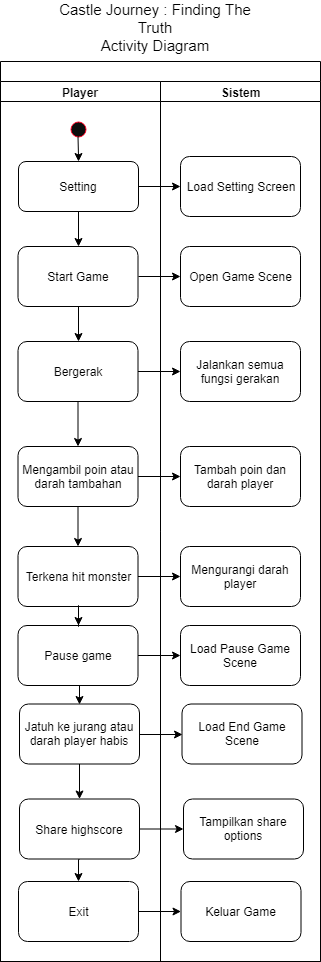 Castle Journey : Finding The
Truth
Activity Diagram
Player
Sistem
Setting
Load Setting Screen
Start Game
Open Game Scene
Bergerak
Jalankan semua
fungsi gerakan
Mengambil poin atau
darah tambahan
Tambah poin dan
darah player
Terkena hit monster
Mengurangi darah
player
Pause game
Load Pause Game
Scene
Jatuh ke jurang atau
darah player habis
Load End Game
Scene
Share highscore
Tampilkan share
options
Exit
Keluar Game